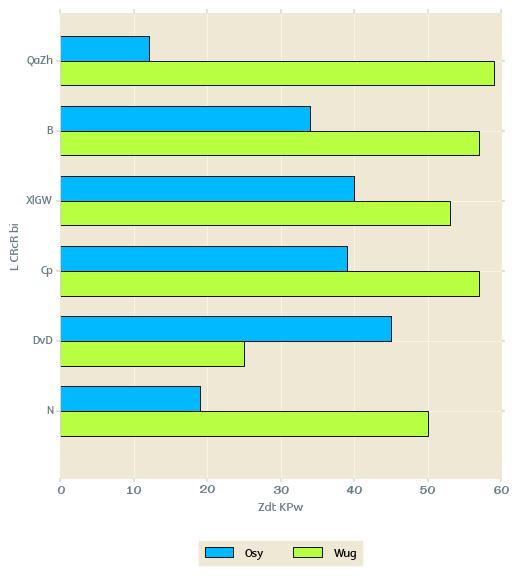 QaZh
B
XlGW
Cp
DvD
N
L CRcR bi
0 10 20 30 40 50 60
Zdt KPw
Osy Wug